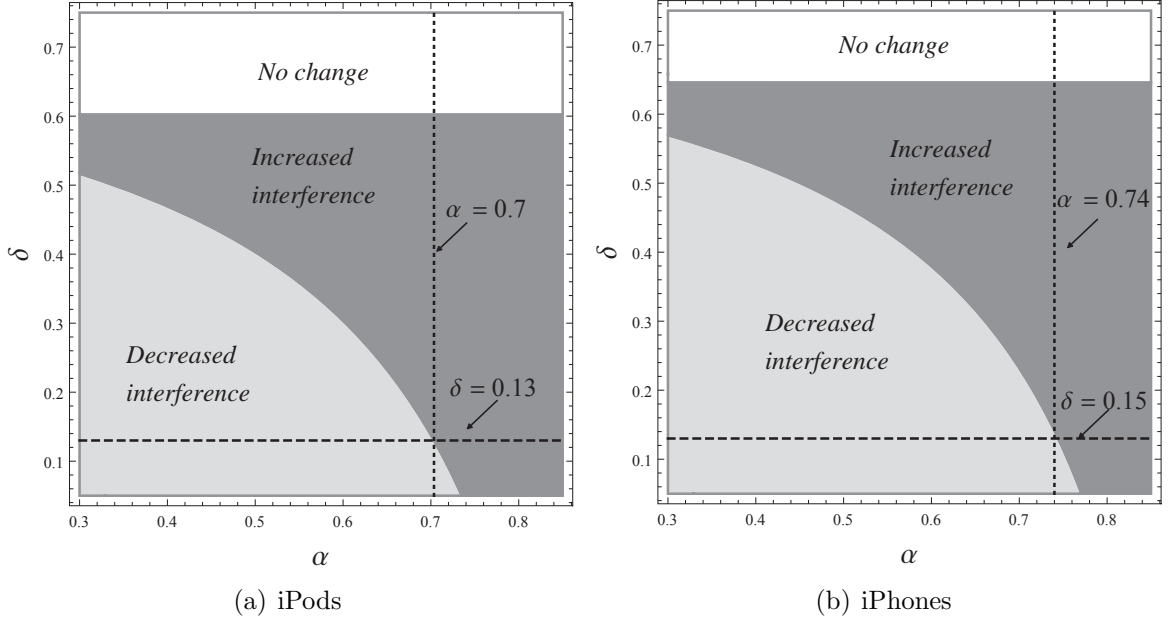 0.7
0.6
0.5
0.4
0.3
0.2
0.1
δ
No change
Increased
interference
α = 0.7
Decreased
interference
δ = 0.13
0.3
0.4
0.5
0.6
0.7
0.8
α
(a) iPods
0.7
0.6
0.5
0.4
0.3
0.2
0.1
δ
No change
Increased
interference
α = 0.74
Decreased
interference
δ = 0.15
0.3
0.4
0.5
0.6
0.7
0.8
α
(b) iPhones